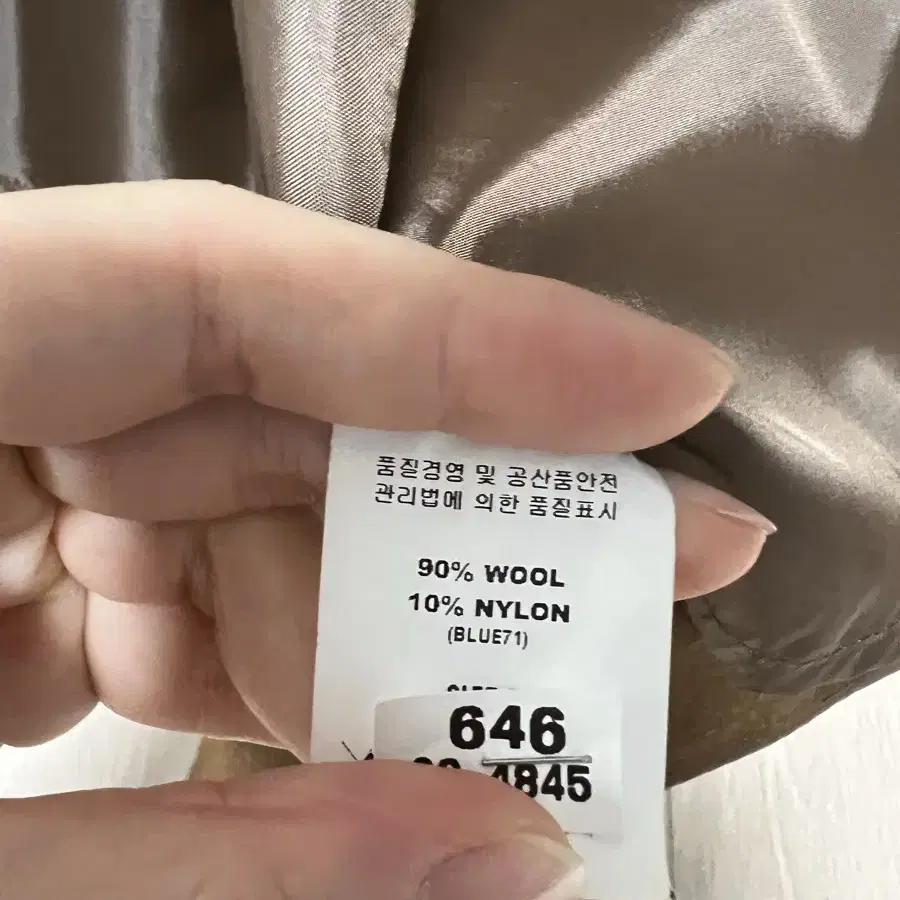 품질경영 및 공산품안전
관리법에 의한 품질표시
90% WOOL
10% NYLON
(BLUE71)
646
4845